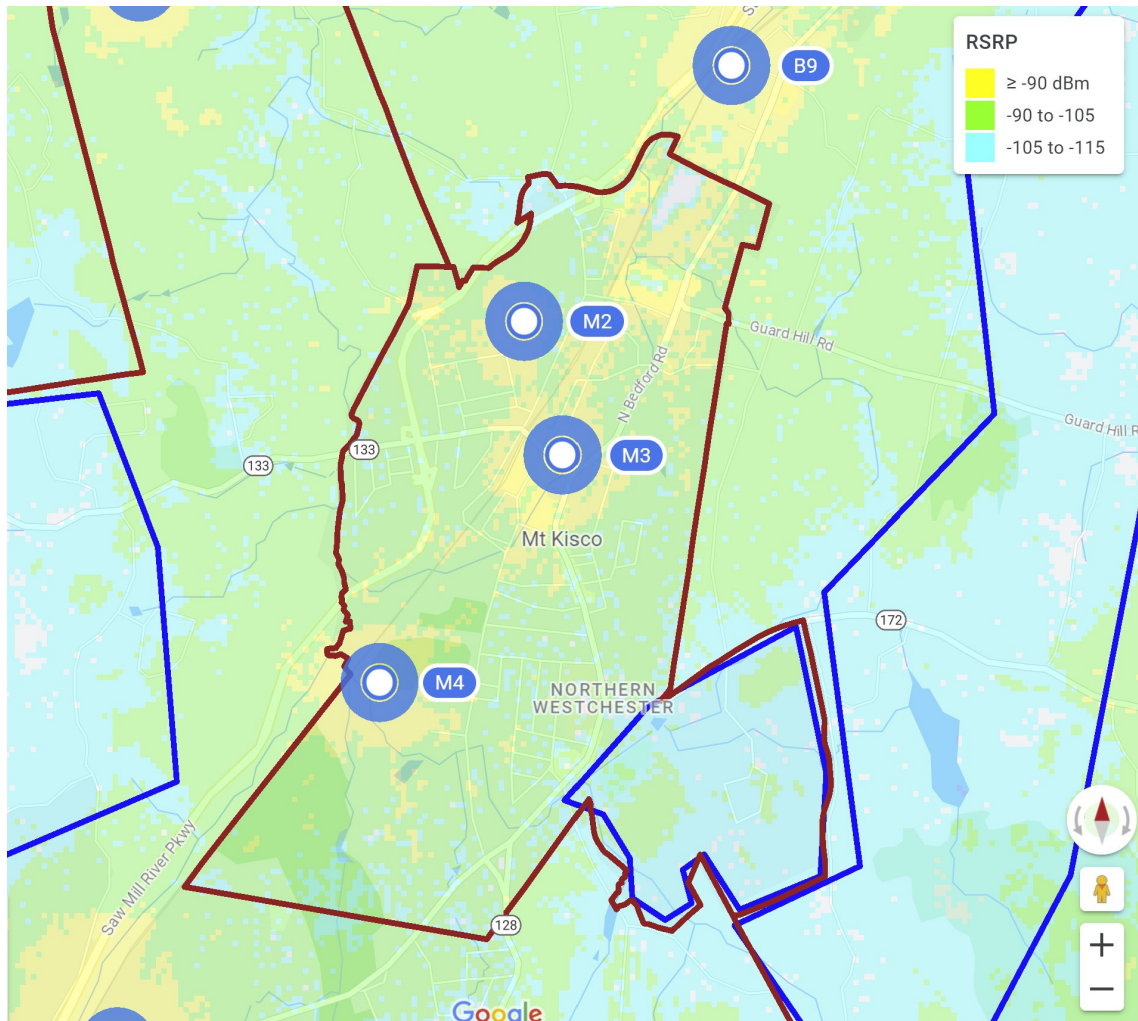 RSRP
≥ -90 dBm
-90 to -105
-105 to -115
B9
M2
Guard Hill Rd
N Bedford Rd
Guard Hill R
133
133
M3
Mt Kisco
172
M4
NORTHERN
WESTCHESTER
Saw Mill River Pkwy
128
Google